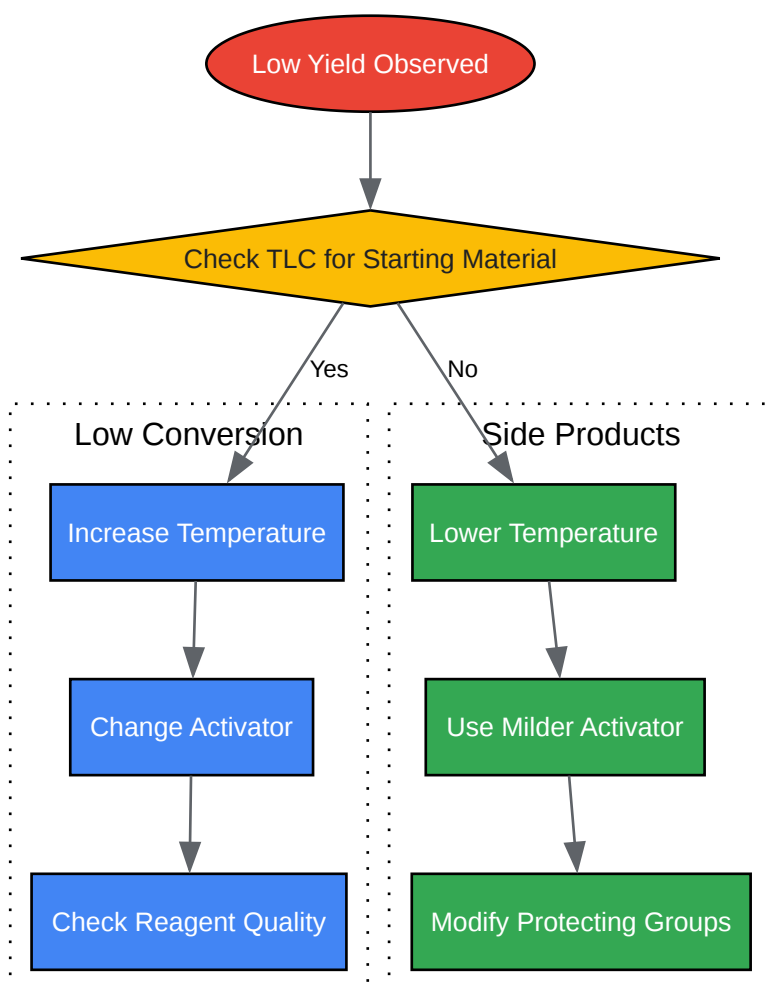 Low Yield Observed
Check TLC for Starting Material
Yes
No
Low Conversion
Side Products
Increase Temperature
Lower Temperature
Change Activator
Use Milder Activator
Check Reagent Quality
Modify Protecting Groups